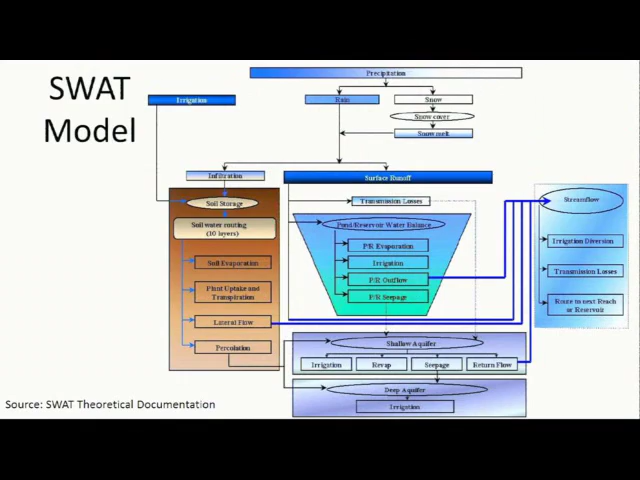 SWAT
Model
Precipitation
Irrigation
Rain
Snow
Snow cover
Snow melt
Infiltration
Surface Runoff
Soil Storage
Transmission Losses
Streamflow
Soil water routing
(10 layers)
Pond/Reservoir Water Balance
P/R Evaporation
Irrigation Diversion
Soil Evaporation
Irrigation
Transmission Losses
P/R Outflow
Plant Uptake and
Transpiration
P/R Seepage
Route to next Reach
or Reservoir
Lateral Flow
Percolation
Shallow Aquifer
Irrigation
Revap
Seepage
Return Flow
Deep Aquifer
Irrigation
Source: SWAT Theoretical Documentation